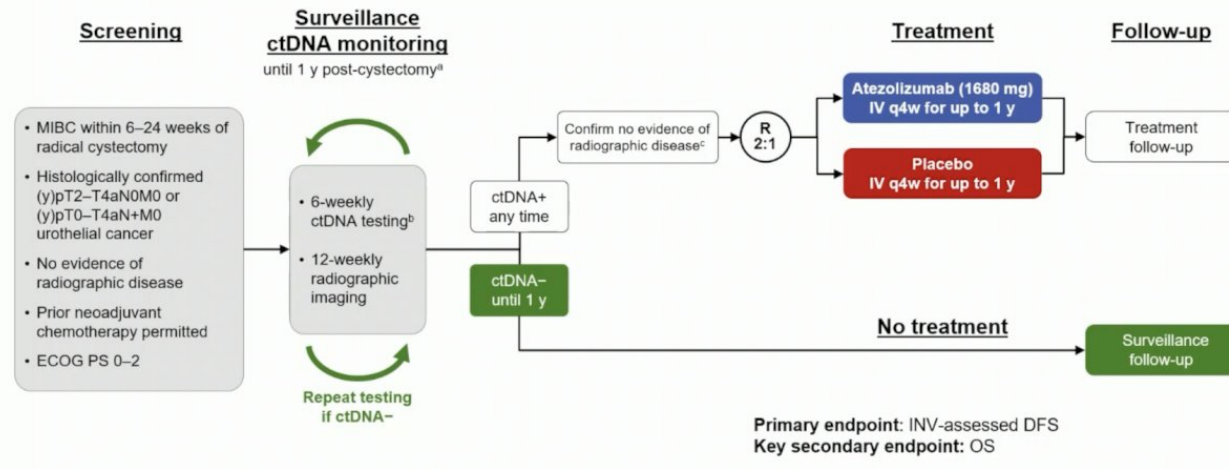 Screening
Surveillance
ctDNA monitoring
until 1 y post-cystectomyᵃ
Treatment
Follow-up
• MIBC within 6–24 weeks of
radical cystectomy
• Histologically confirmed
(y)pT2–T4aN0M0 or
(y)pT0–T4aN+M0
urothelial cancer
• No evidence of
radiographic disease
• Prior neoadjuvant
chemotherapy permitted
• ECOG PS 0–2
• 6-weekly
ctDNA testingᵇ
• 12-weekly
radiographic
imaging
Repeat testing
if ctDNA−
ctDNA+
any time
ctDNA−
until 1 y
Confirm no evidence of
radiographic diseaseᶜ
R
2:1
Atezolizumab (1680 mg)
IV q4w for up to 1 y
Placebo
IV q4w for up to 1 y
Treatment
follow-up
No treatment
Surveillance
follow-up
Primary endpoint: INV-assessed DFS
Key secondary endpoint: OS